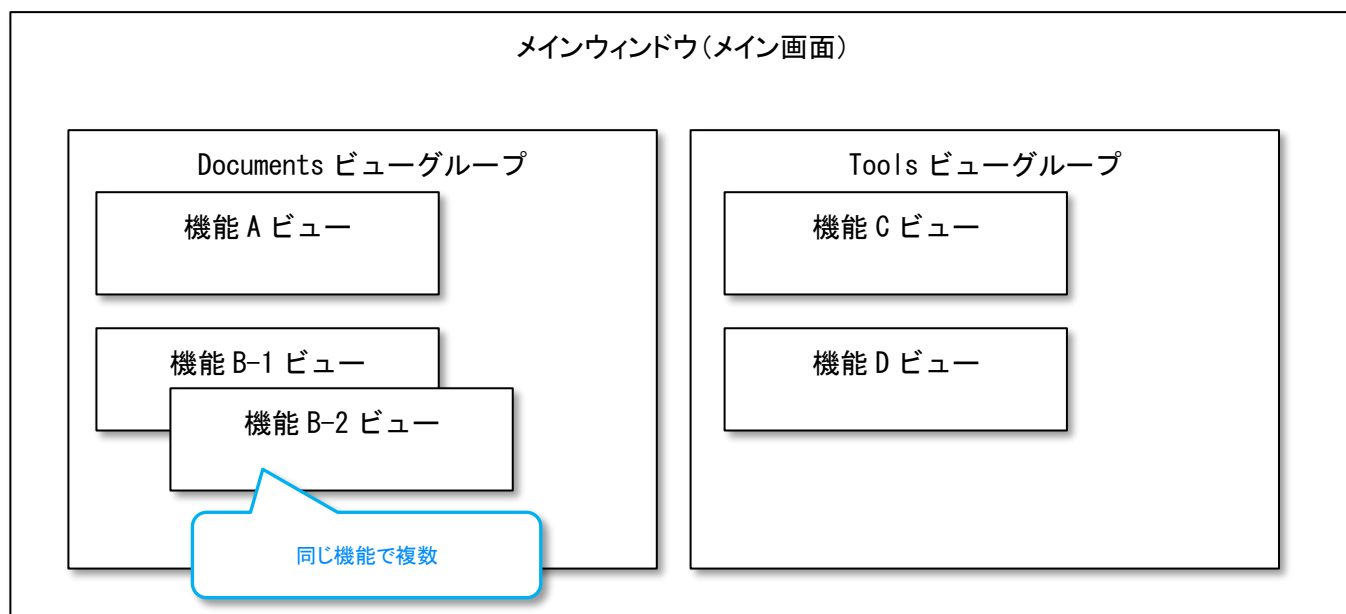 メインウィンドウ(メイン画面)
Documents ビューグループ
機能 A ビュー
機能 B-1 ビュー
機能 B-2 ビュー
同じ機能で複数
Tools ビューグループ
機能 C ビュー
機能 D ビュー